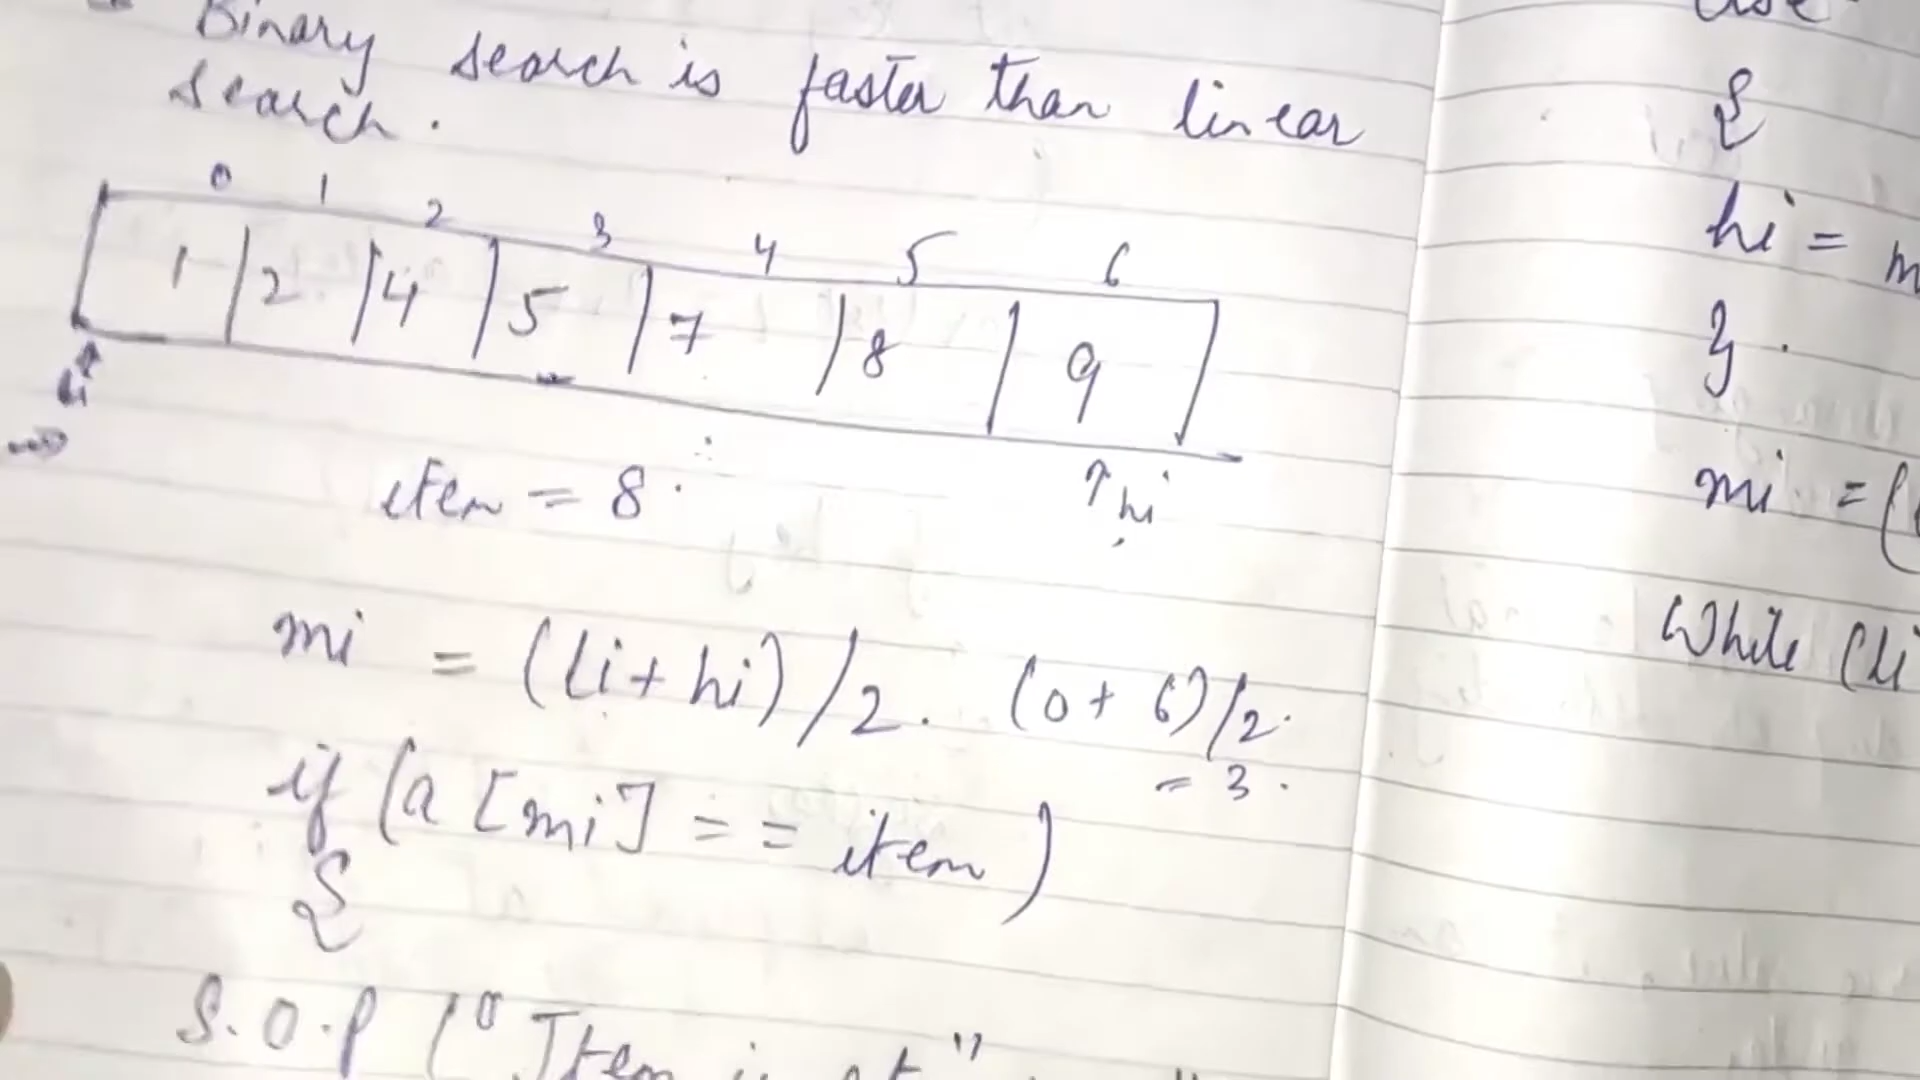 Binary search is faster than linear
search.
0 1 2 3 4 5 6
1 2 4 5 7 8 9
li
hi
item = 8.
mi = (li + hi)/2. (0 + 6)/2.
= 3.
if (a [mi] == item)
{
S.O.P ("Item is at"
{
hi = m
}
mi = (
While (li